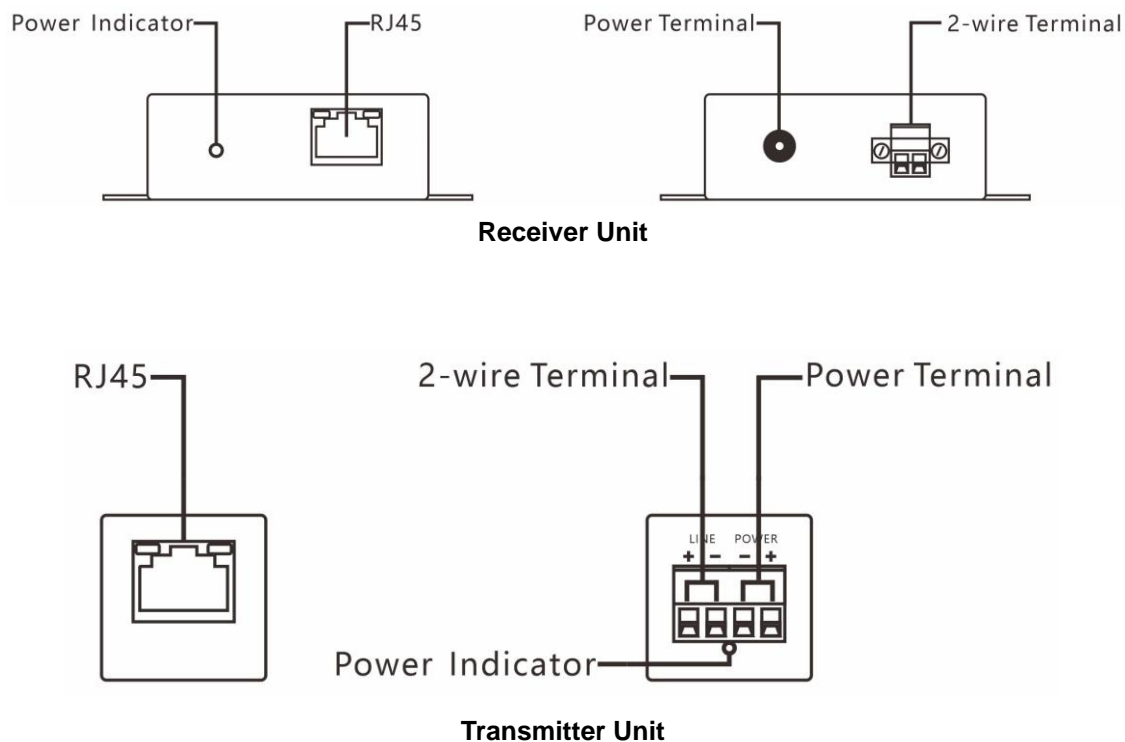 Power Indicator RJ45 Power Terminal 2-wire Terminal
Receiver Unit
RJ45 2-wire Terminal Power Terminal
LINE POWER
+ - - +
Power Indicator
Transmitter Unit